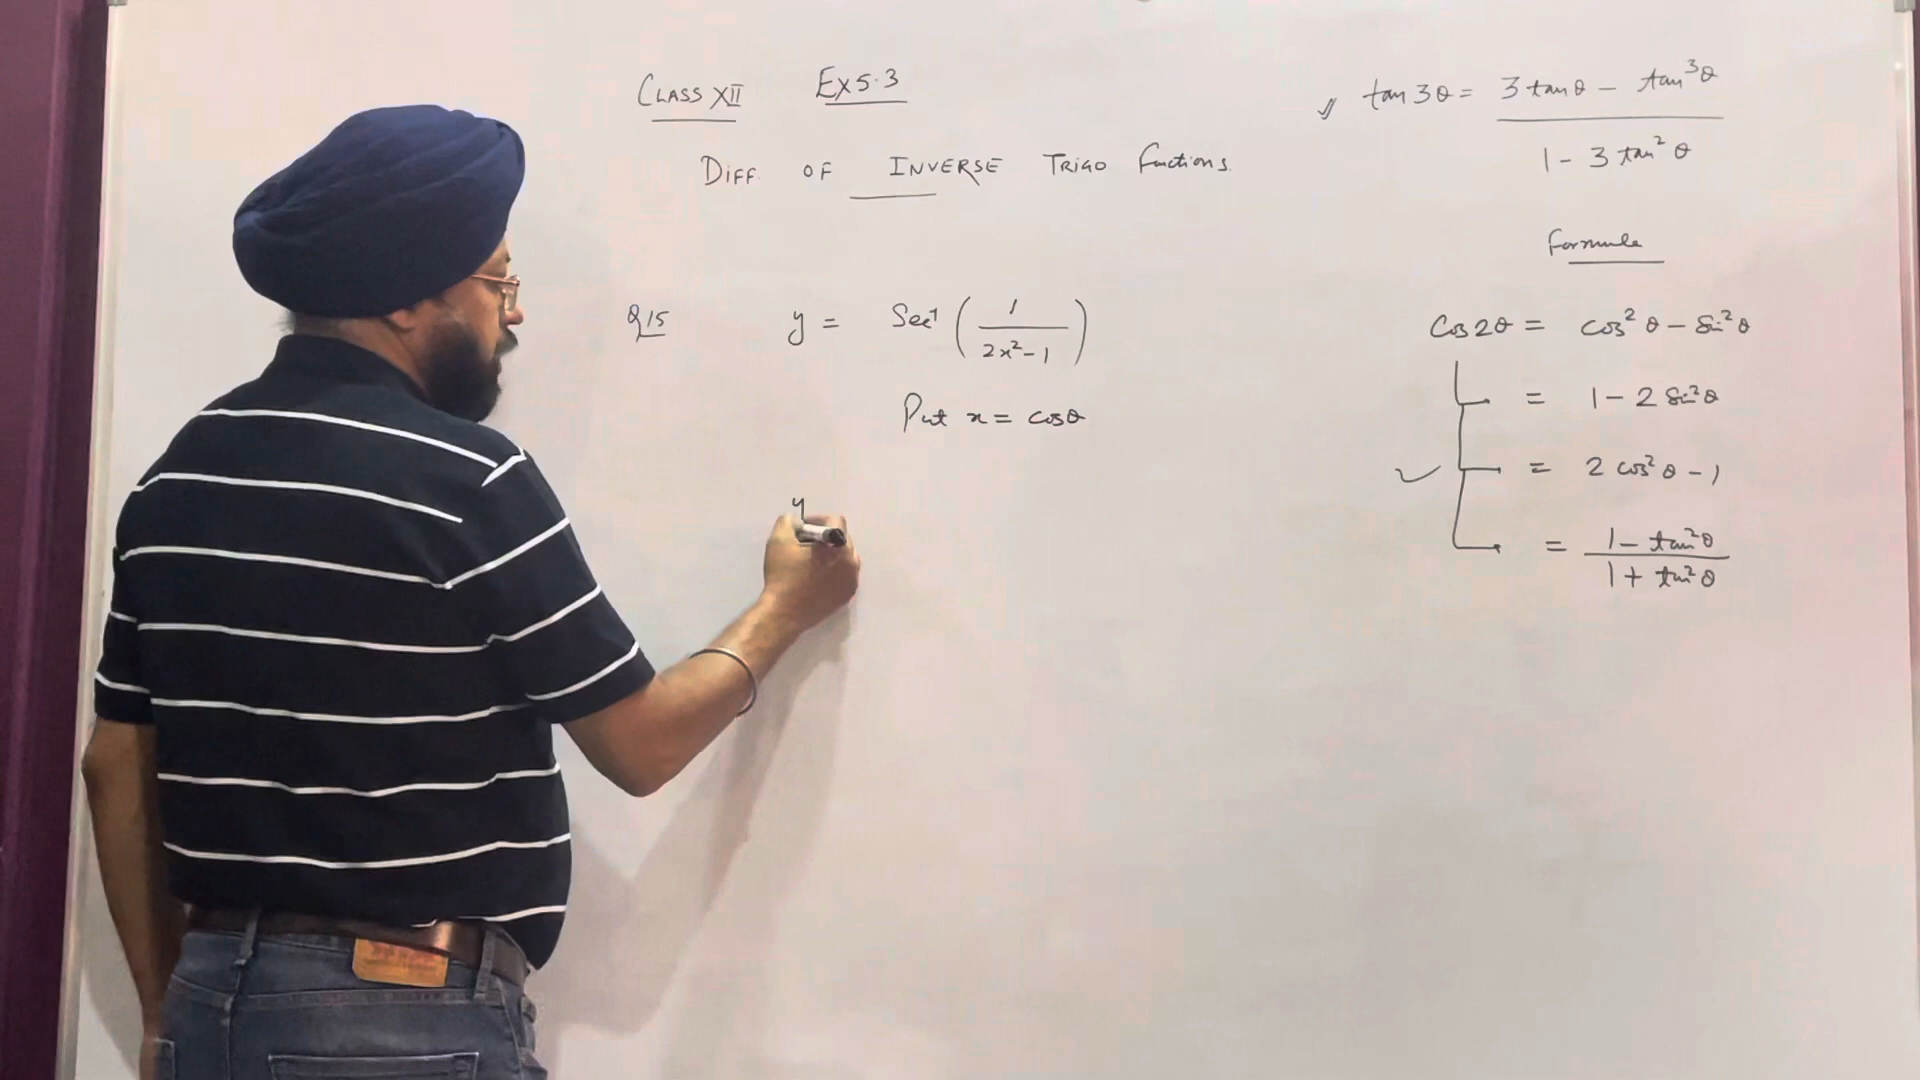 CLASS XII EX 5.3
DIFF. OF INVERSE TRIGO Functions.
Q15 y = Sec⁻¹ (1/(2x²-1))
Put x = cosθ
y
tan 3θ = (3 tanθ - tan³θ)/(1 - 3 tan²θ)
Formule
Cos 2θ = cos²θ - Sin²θ
= 1 - 2 Sin²θ
= 2 cos²θ - 1
= (1 - tan²θ)/(1 + tan²θ)